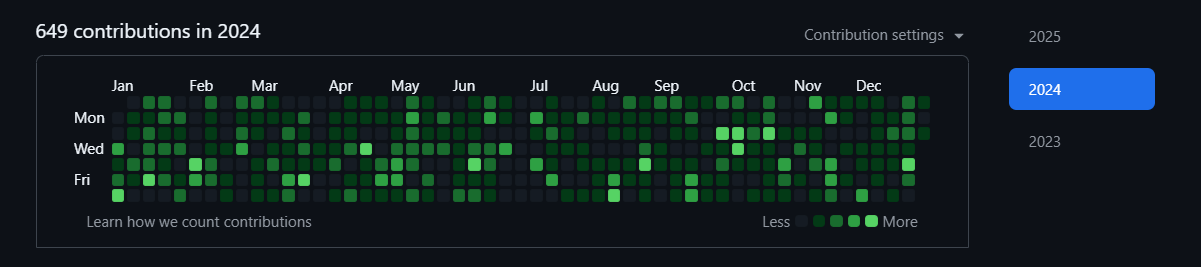 649 contributions in 2024
Contribution settings
2025
2024
2023
Jan Feb Mar Apr May Jun Jul Aug Sep Oct Nov Dec
Mon
Wed
Fri
Learn how we count contributions
Less More